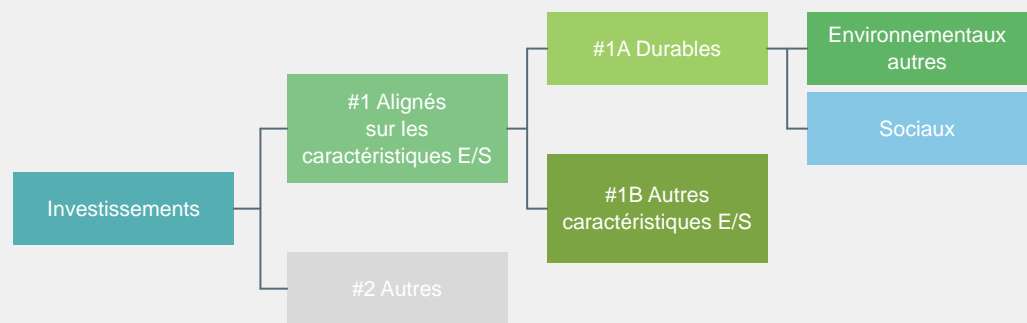 Investissements
#1 Alignés
sur les
caractéristiques E/S
#2 Autres
#1A Durables
#1B Autres
caractéristiques E/S
Environnementaux
autres
Sociaux